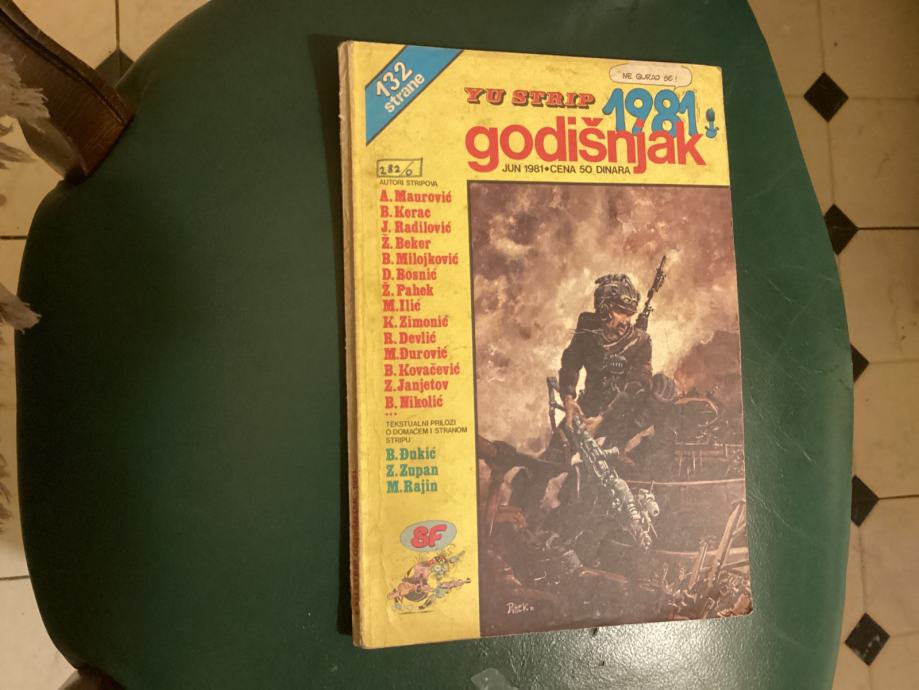 132
strane
NE GURAJ SE!
YU STRIP 1981.
godišnjak
JUN 1981 • CENA 50 DINARA
282/0
AUTORI STRIPOVA
A. Maurović
B. Kerac
J. Radilović
Ž. Beker
B. Milojković
D. Bosnić
Ž. Pahek
M. Ilić
K. Zimonić
R. Devlić
M. Đurović
B. Kovačević
Z. Janjetov
B. Nikolić
...
TEKSTUALNI PRILOZI
O DOMAĆEM I STRANOM
STRIPU
B. Đukić
Z. Zupan
M. Rajin
SF